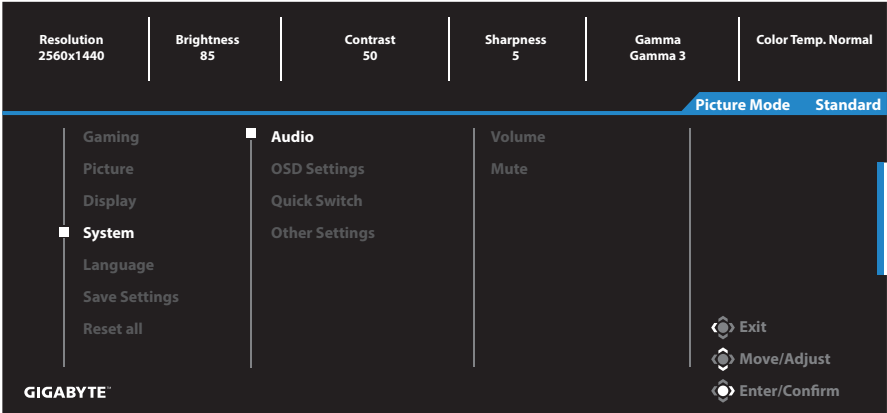 Resolution
2560x1440
Brightness
85
Contrast
50
Sharpness
5
Gamma
Gamma 3
Color Temp. Normal
Picture Mode Standard
Gaming
Picture
Display
System
Language
Save Settings
Reset all
Audio
OSD Settings
Quick Switch
Other Settings
Volume
Mute
Exit
Move/Adjust
Enter/Confirm
GIGABYTE™